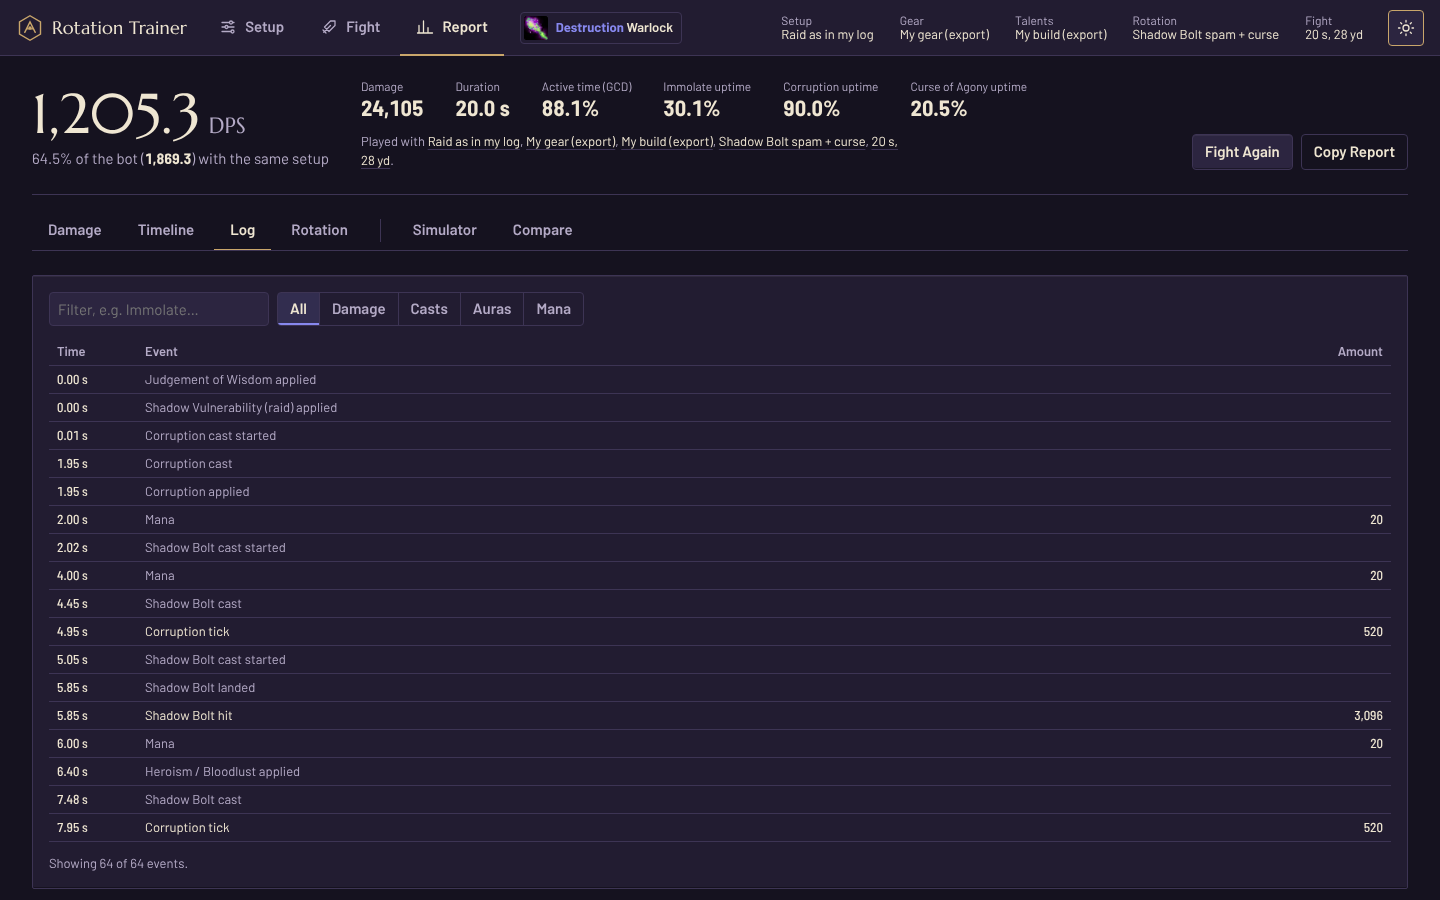 Rotation Trainer
Setup
Fight
Report
Destruction Warlock
Setup
Raid as in my log
Gear
My gear (export)
Talents
My build (export)
Rotation
Shadow Bolt spam + curse
Fight
20 s, 28 yd
1,205.3 DPS
64.5% of the bot (1,869.3) with the same setup
Damage
24,105
Duration
20.0 s
Active time (GCD)
88.1%
Immolate uptime
30.1%
Corruption uptime
90.0%
Curse of Agony uptime
20.5%
Played with Raid as in my log, My gear (export), My build (export), Shadow Bolt spam + curse, 20 s,
28 yd.
Fight Again
Copy Report
Damage
Timeline
Log
Rotation
Simulator
Compare
Filter, e.g. Immolate...
All
Damage
Casts
Auras
Mana
Time Event Amount
0.00 s Judgement of Wisdom applied
0.00 s Shadow Vulnerability (raid) applied
0.01 s Corruption cast started
1.95 s Corruption cast
1.95 s Corruption applied
2.00 s Mana 20
2.02 s Shadow Bolt cast started
4.00 s Mana 20
4.45 s Shadow Bolt cast
4.95 s Corruption tick 520
5.05 s Shadow Bolt cast started
5.85 s Shadow Bolt landed
5.85 s Shadow Bolt hit 3,096
6.00 s Mana 20
6.40 s Heroism / Bloodlust applied
7.48 s Shadow Bolt cast
7.95 s Corruption tick 520
Showing 64 of 64 events.